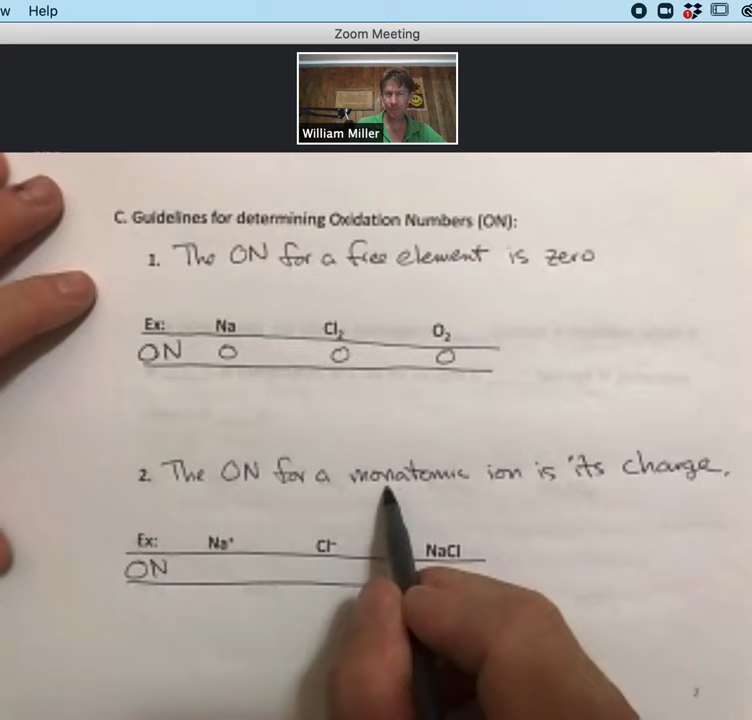 w Help
Zoom Meeting
William Miller
C. Guidelines for determining Oxidation Numbers (ON):
1. The ON for a free element is zero
Ex: Na Cl₂ O₂
ON 0 0 0
2. The ON for a monatomic ion is its charge.
Ex: Na⁺ Cl⁻ NaCl
ON
2